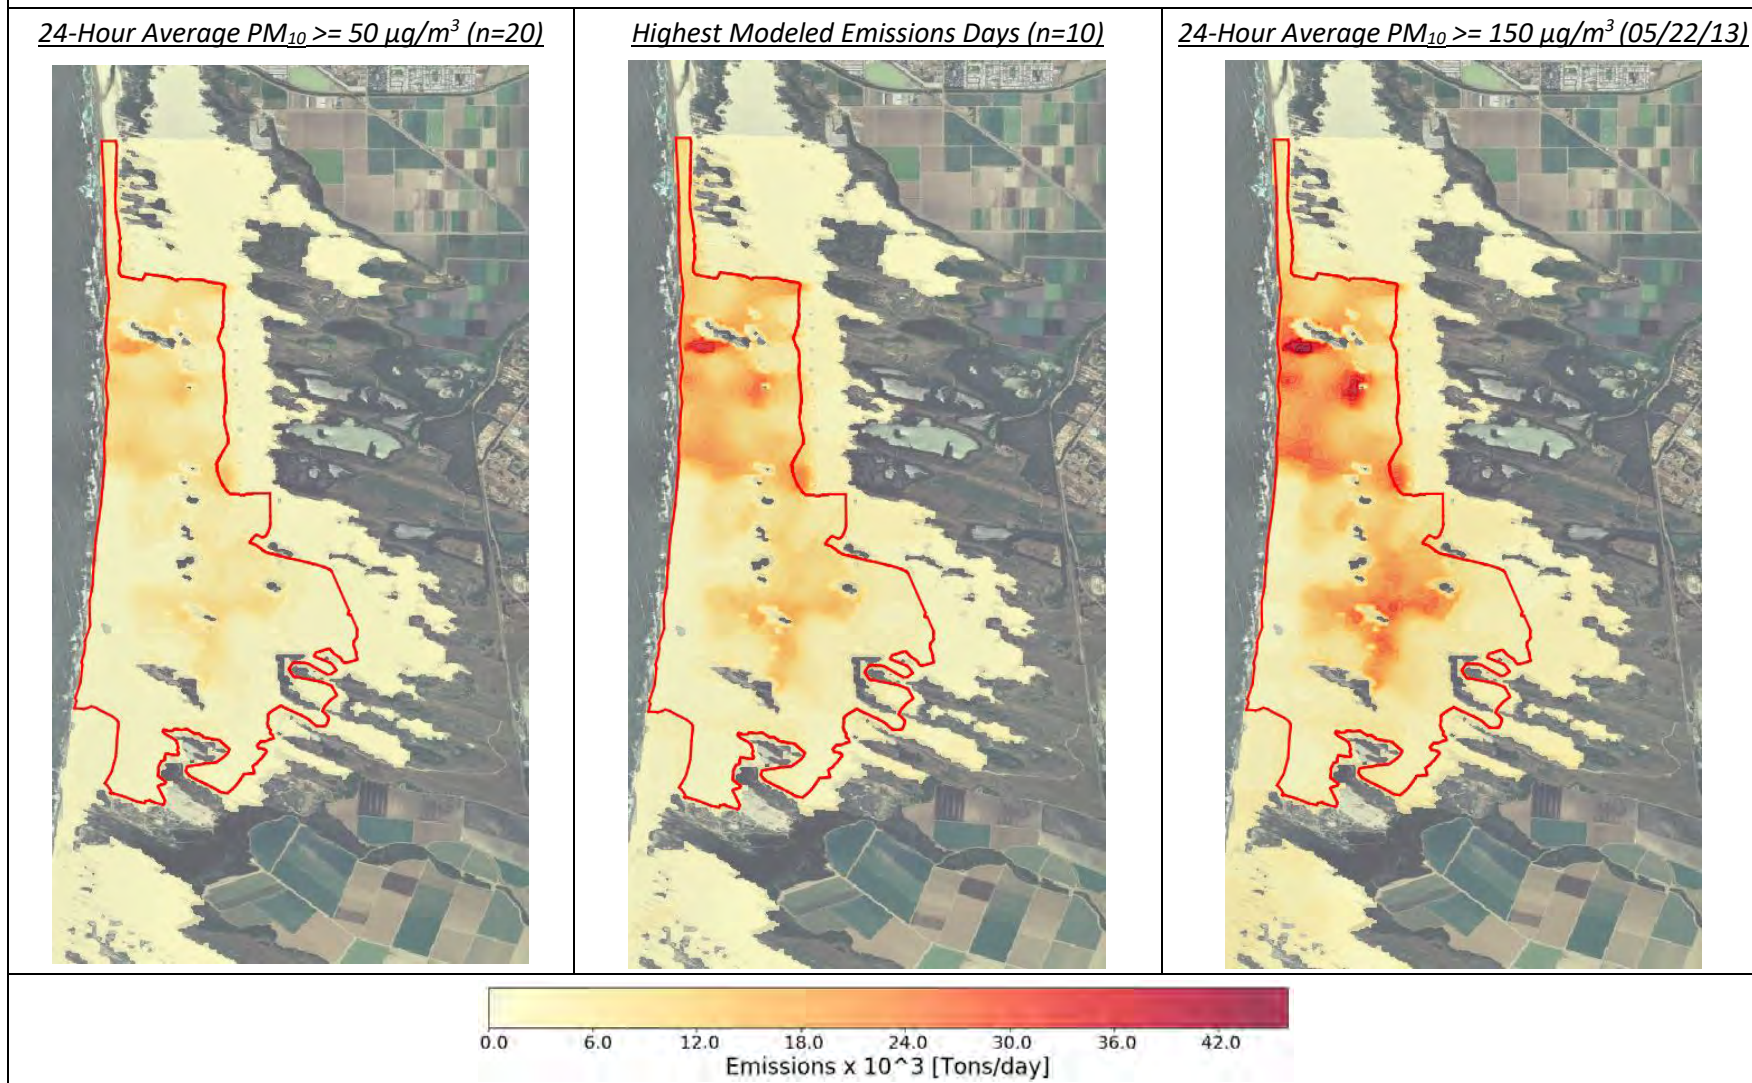 24-Hour Average PM10 >= 50 µg/m3 (n=20)
Highest Modeled Emissions Days (n=10)
24-Hour Average PM10 >= 150 µg/m3 (05/22/13)
0.0 6.0 12.0 18.0 24.0 30.0 36.0 42.0
Emissions x 10^3 [Tons/day]